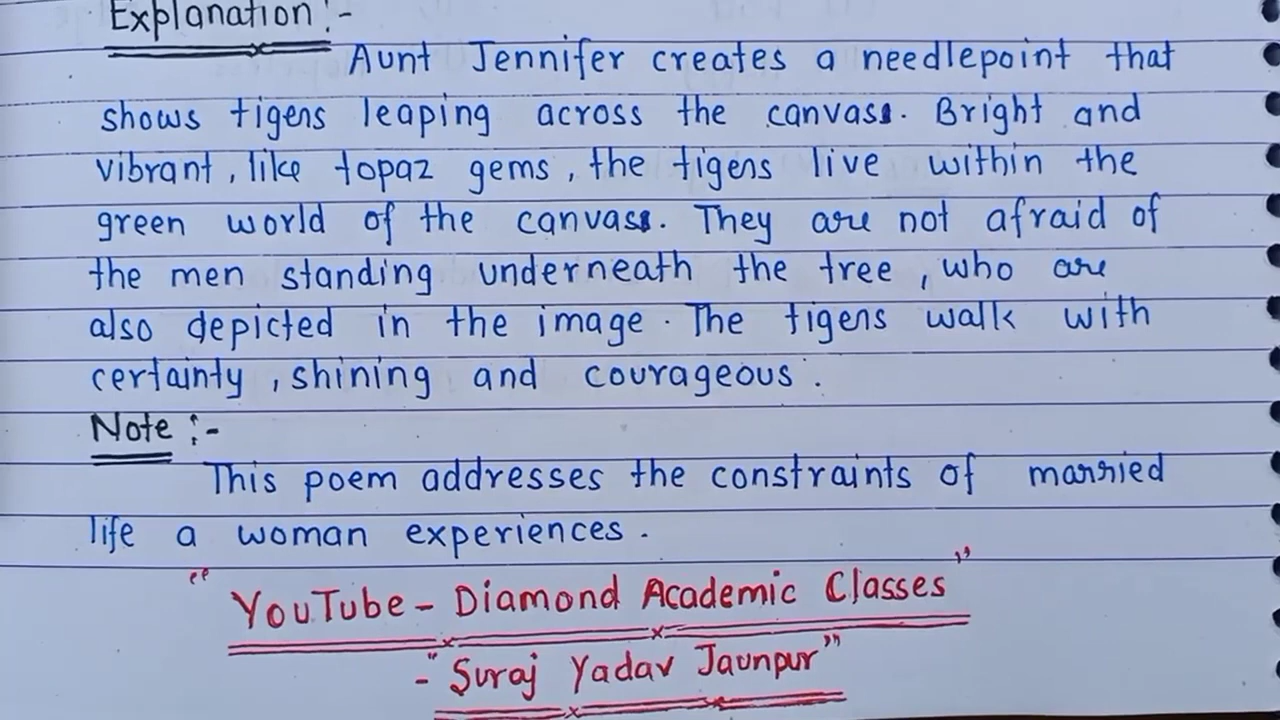 Explanation :-
Aunt Jennifer creates a needlepoint that
shows tigers leaping across the canvass. Bright and
vibrant, like topaz gems, the tigers live within the
green world of the canvass. They are not afraid of
the men standing underneath the tree, who are
also depicted in the image. The tigers walk with
certainty, shining and courageous.
Note :-
This poem addresses the constraints of married
life a woman experiences.
"YouTube - Diamond Academic Classes"
- "Suraj Yadav Jaunpur"